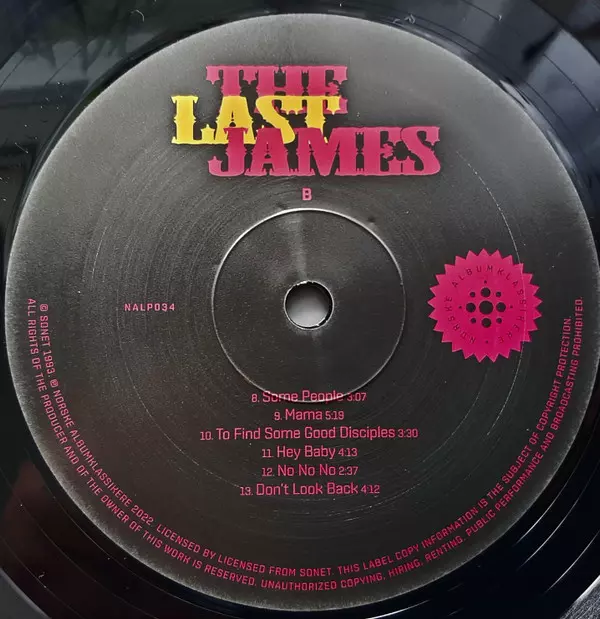 THE
LAST
JAMES
B
NALP034
NORSKE ALBUMKLASSIKERE
8. Some People 3:07
9. Mama 5:19
10. To Find Some Good Disciples 3:30
11. Hey Baby 4:13
12. No No No 2:37
13. Don't Look Back 4:12
© SONET 1993. ℗ NORSKE ALBUMKLASSIKERE 2022. LICENSED BY LICENSED FROM SONET. THIS LABEL COPY INFORMATION IS THE SUBJECT OF COPYRIGHT PROTECTION.
ALL RIGHTS OF THE PRODUCER AND OF THE OWNER OF THIS WORK IS RESERVED. UNAUTHORIZED COPYING, HIRING, RENTING, PUBLIC PERFORMANCE AND BROADCASTING PROHIBITED.